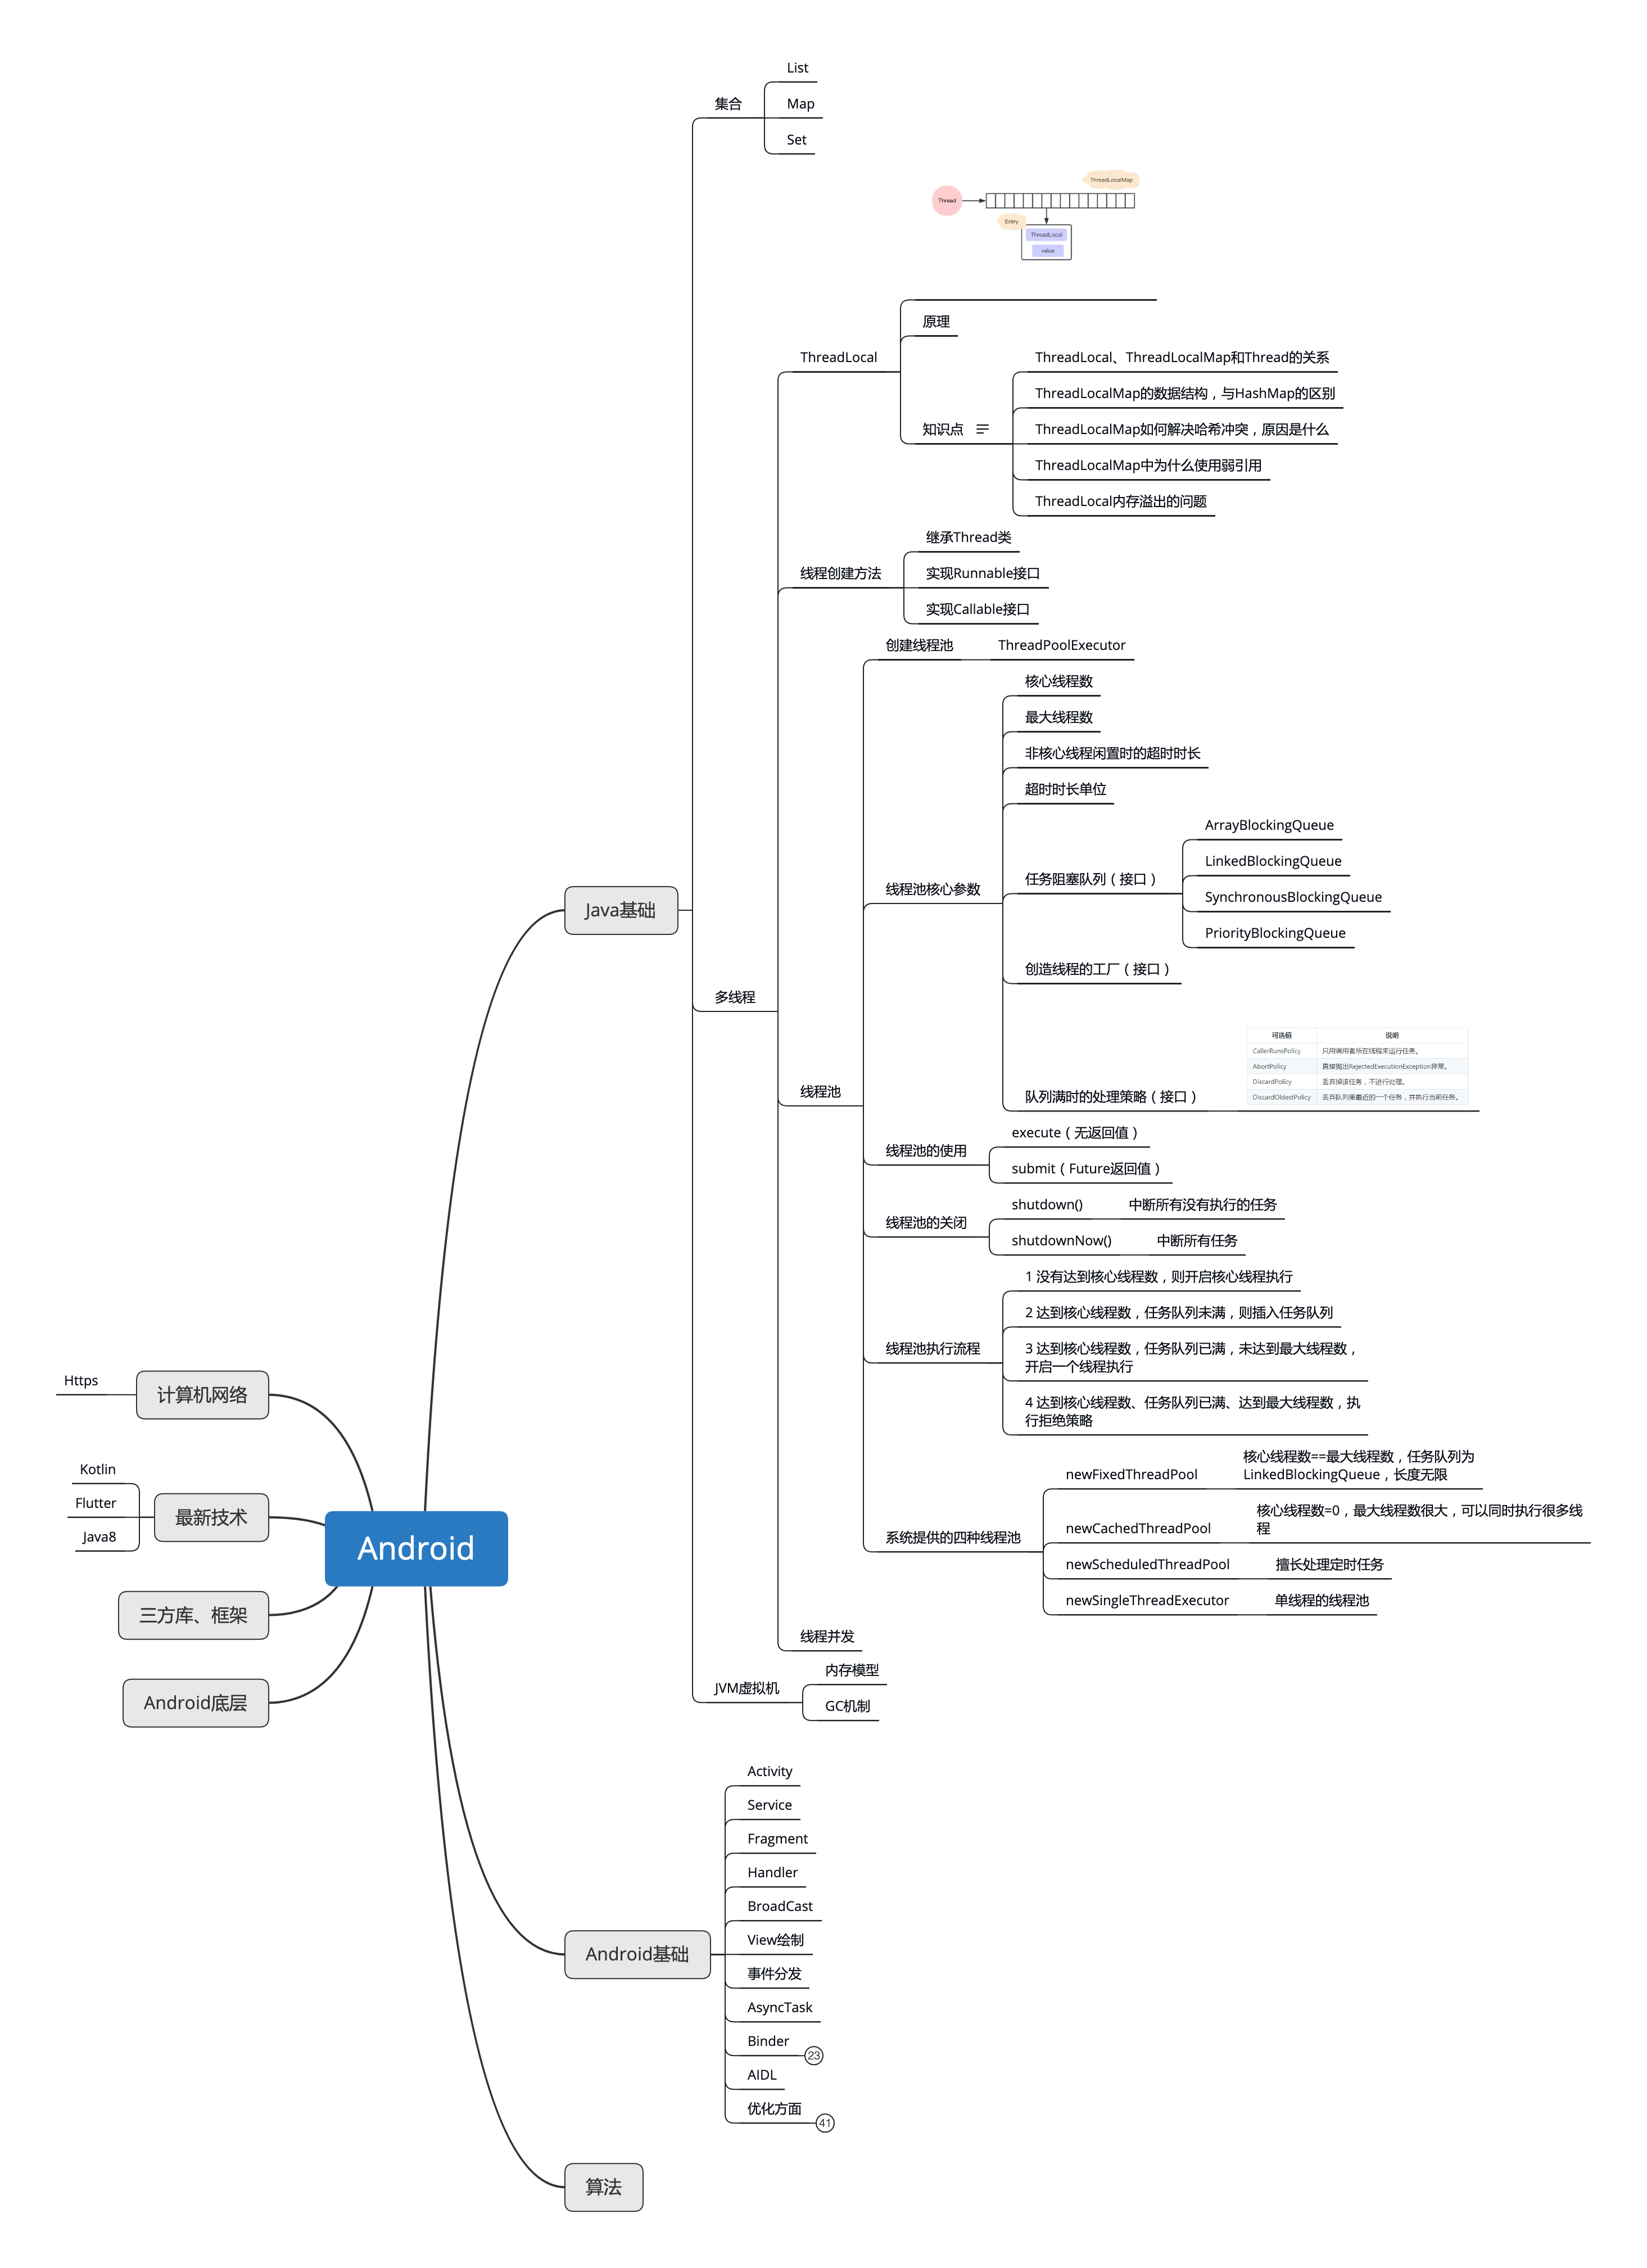 List
集合
Map
Set
ThreadLocalMap
Thread
Entry
ThreadLocal
value
原理
ThreadLocal
ThreadLocal、ThreadLocalMap和Thread的关系
ThreadLocalMap的数据结构，与HashMap的区别
知识点
ThreadLocalMap如何解决哈希冲突，原因是什么
ThreadLocalMap中为什么使用弱引用
ThreadLocal内存溢出的问题
继承Thread类
线程创建方法
实现Runnable接口
实现Callable接口
创建线程池
ThreadPoolExecutor
核心线程数
最大线程数
非核心线程闲置时的超时时长
超时时长单位
ArrayBlockingQueue
LinkedBlockingQueue
线程池核心参数
任务阻塞队列（接口）
SynchronousBlockingQueue
PriorityBlockingQueue
Java基础
创造线程的工厂（接口）
多线程
可选值 说明
CallerRunsPolicy 只用调用者所在线程来运行任务。
AbortPolicy 直接抛出RejectedExecutionException异常。
DiscardPolicy 丢弃掉该任务，不进行处理。
DiscardOldestPolicy 丢弃队列里最近的一个任务，并执行当前任务。
线程池
队列满时的处理策略（接口）
execute（无返回值）
线程池的使用
submit（Future返回值）
shutdown()
中断所有没有执行的任务
线程池的关闭
shutdownNow()
中断所有任务
1 没有达到核心线程数，则开启核心线程执行
2 达到核心线程数，任务队列未满，则插入任务队列
线程池执行流程
3 达到核心线程数，任务队列已满，未达到最大线程数，
开启一个线程执行
4 达到核心线程数、任务队列已满、达到最大线程数，执
行拒绝策略
newFixedThreadPool
核心线程数==最大线程数，任务队列为
LinkedBlockingQueue，长度无限
系统提供的四种线程池
newCachedThreadPool
核心线程数=0，最大线程数很大，可以同时执行很多线
程
newScheduledThreadPool
擅长处理定时任务
newSingleThreadExecutor
单线程的线程池
线程并发
JVM虚拟机
内存模型
GC机制
Https
计算机网络
Kotlin
Flutter
最新技术
Java8
Android
三方库、框架
Android底层
Activity
Service
Fragment
Handler
BroadCast
View绘制
Android基础
事件分发
AsyncTask
Binder
23
AIDL
优化方面
41
算法